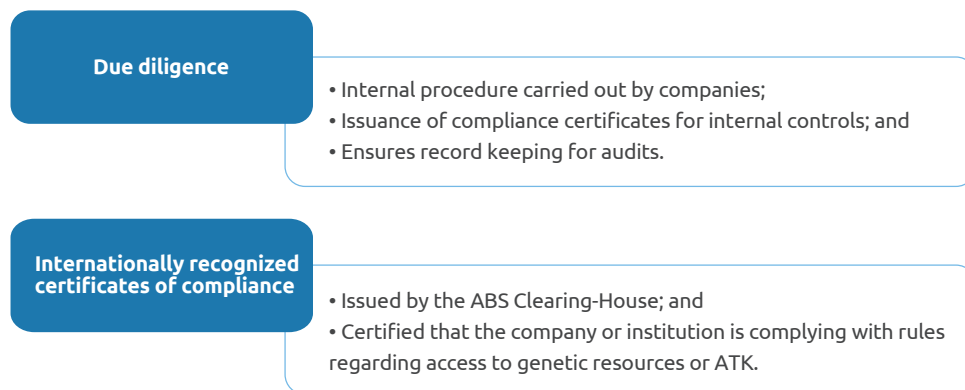 Due diligence
• Internal procedure carried out by companies;
• Issuance of compliance certificates for internal controls; and
• Ensures record keeping for audits.
Internationally recognized
certificates of compliance
• Issued by the ABS Clearing-House; and
• Certified that the company or institution is complying with rules
regarding access to genetic resources or ATK.